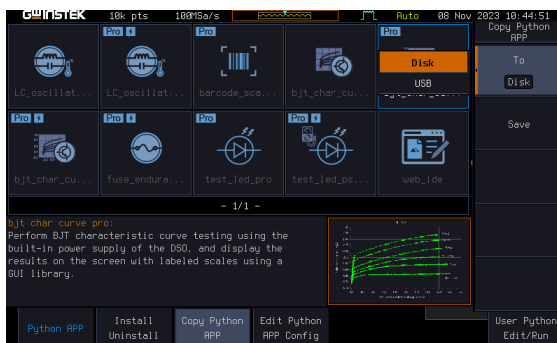 GWINSTEK 10k pts 100MSa/s Auto 08 Nov 2023 10:44:51
Copy Python
APP
Pro
Pro
Pro
Pro
Disk
USB
To
Disk
LC_oscillat...
LC_oscillat...
barcode_sca...
bjt_char_cu...
Save
Pro
Pro
Pro
Pro
bjt_char_cu...
fuse_endura...
test_led_pro
test_led_ps...
web_ide
- 1/1 -
bjt char curve pro:
Perform BJT characteristic curve testing using the
built-in power supply of the DSO, and display the
results on the screen with labeled scales using a
GUI library.
Python APP
Install
Uninstall
Copy Python
APP
Edit Python
APP Config
User Python
Edit/Run